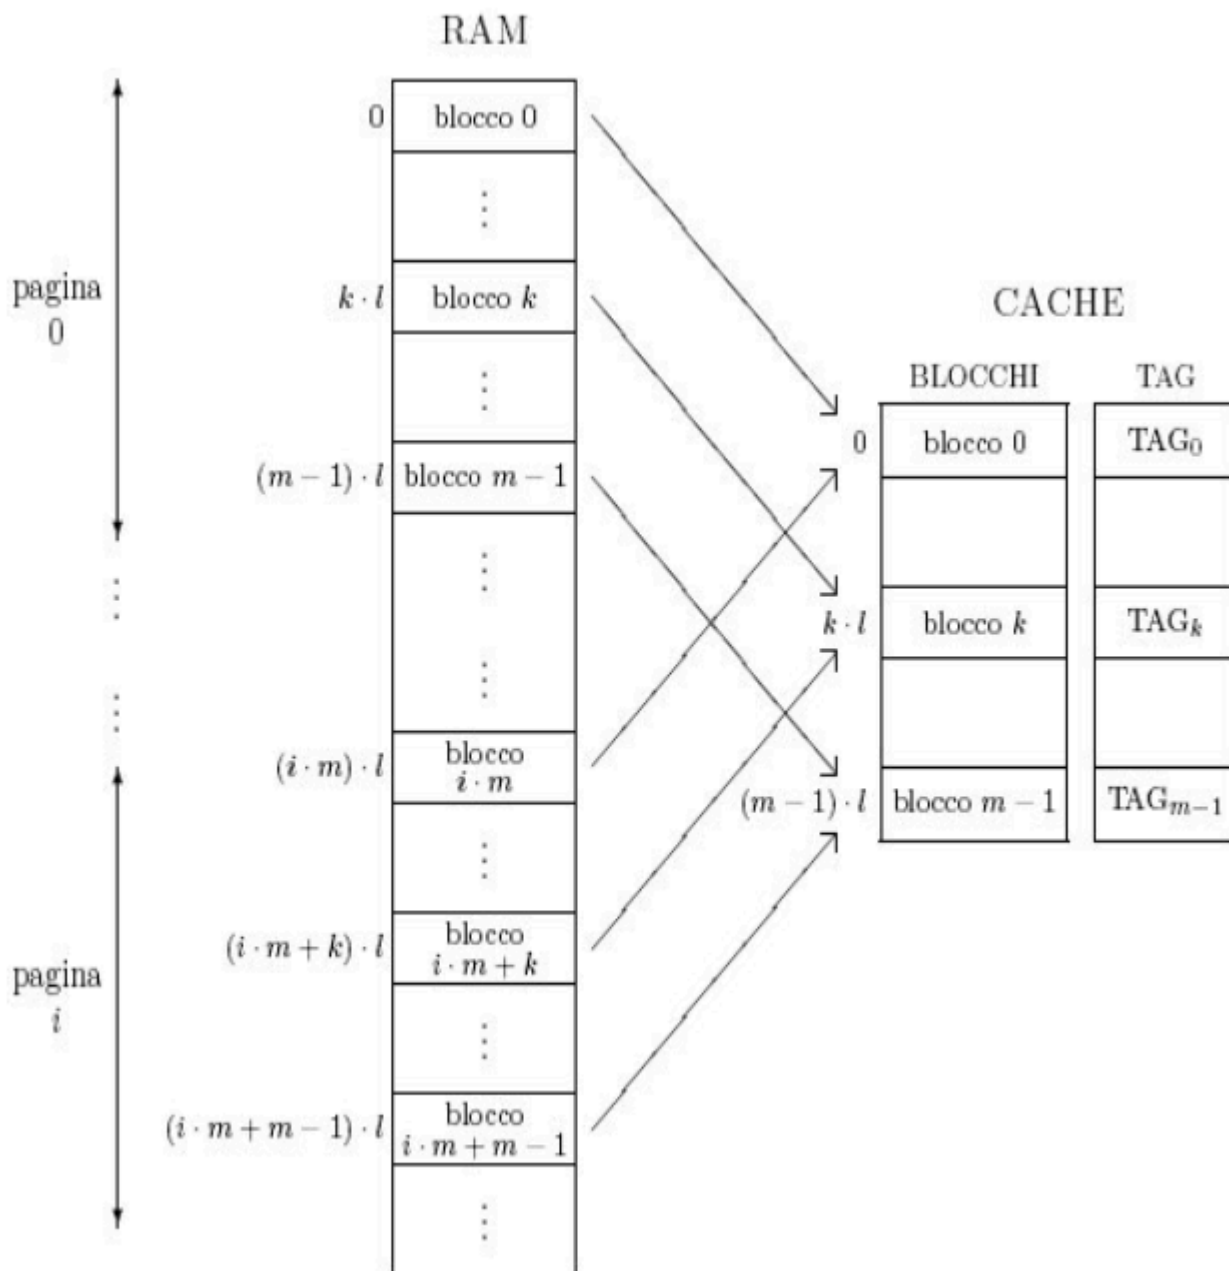 RAM
0
blocco 0
⋮
pagina
0
k · l
blocco k
⋮
(m − 1) · l
blocco m − 1
⋮
⋮
⋮
⋮
(i · m) · l
blocco
i · m
⋮
(i · m + k) · l
blocco
i · m + k
pagina
i
⋮
(i · m + m − 1) · l
blocco
i · m + m − 1
⋮
CACHE
BLOCCHI TAG
0 blocco 0 TAG₀
k · l blocco k TAGₖ
(m − 1) · l blocco m − 1 TAGₘ₋₁